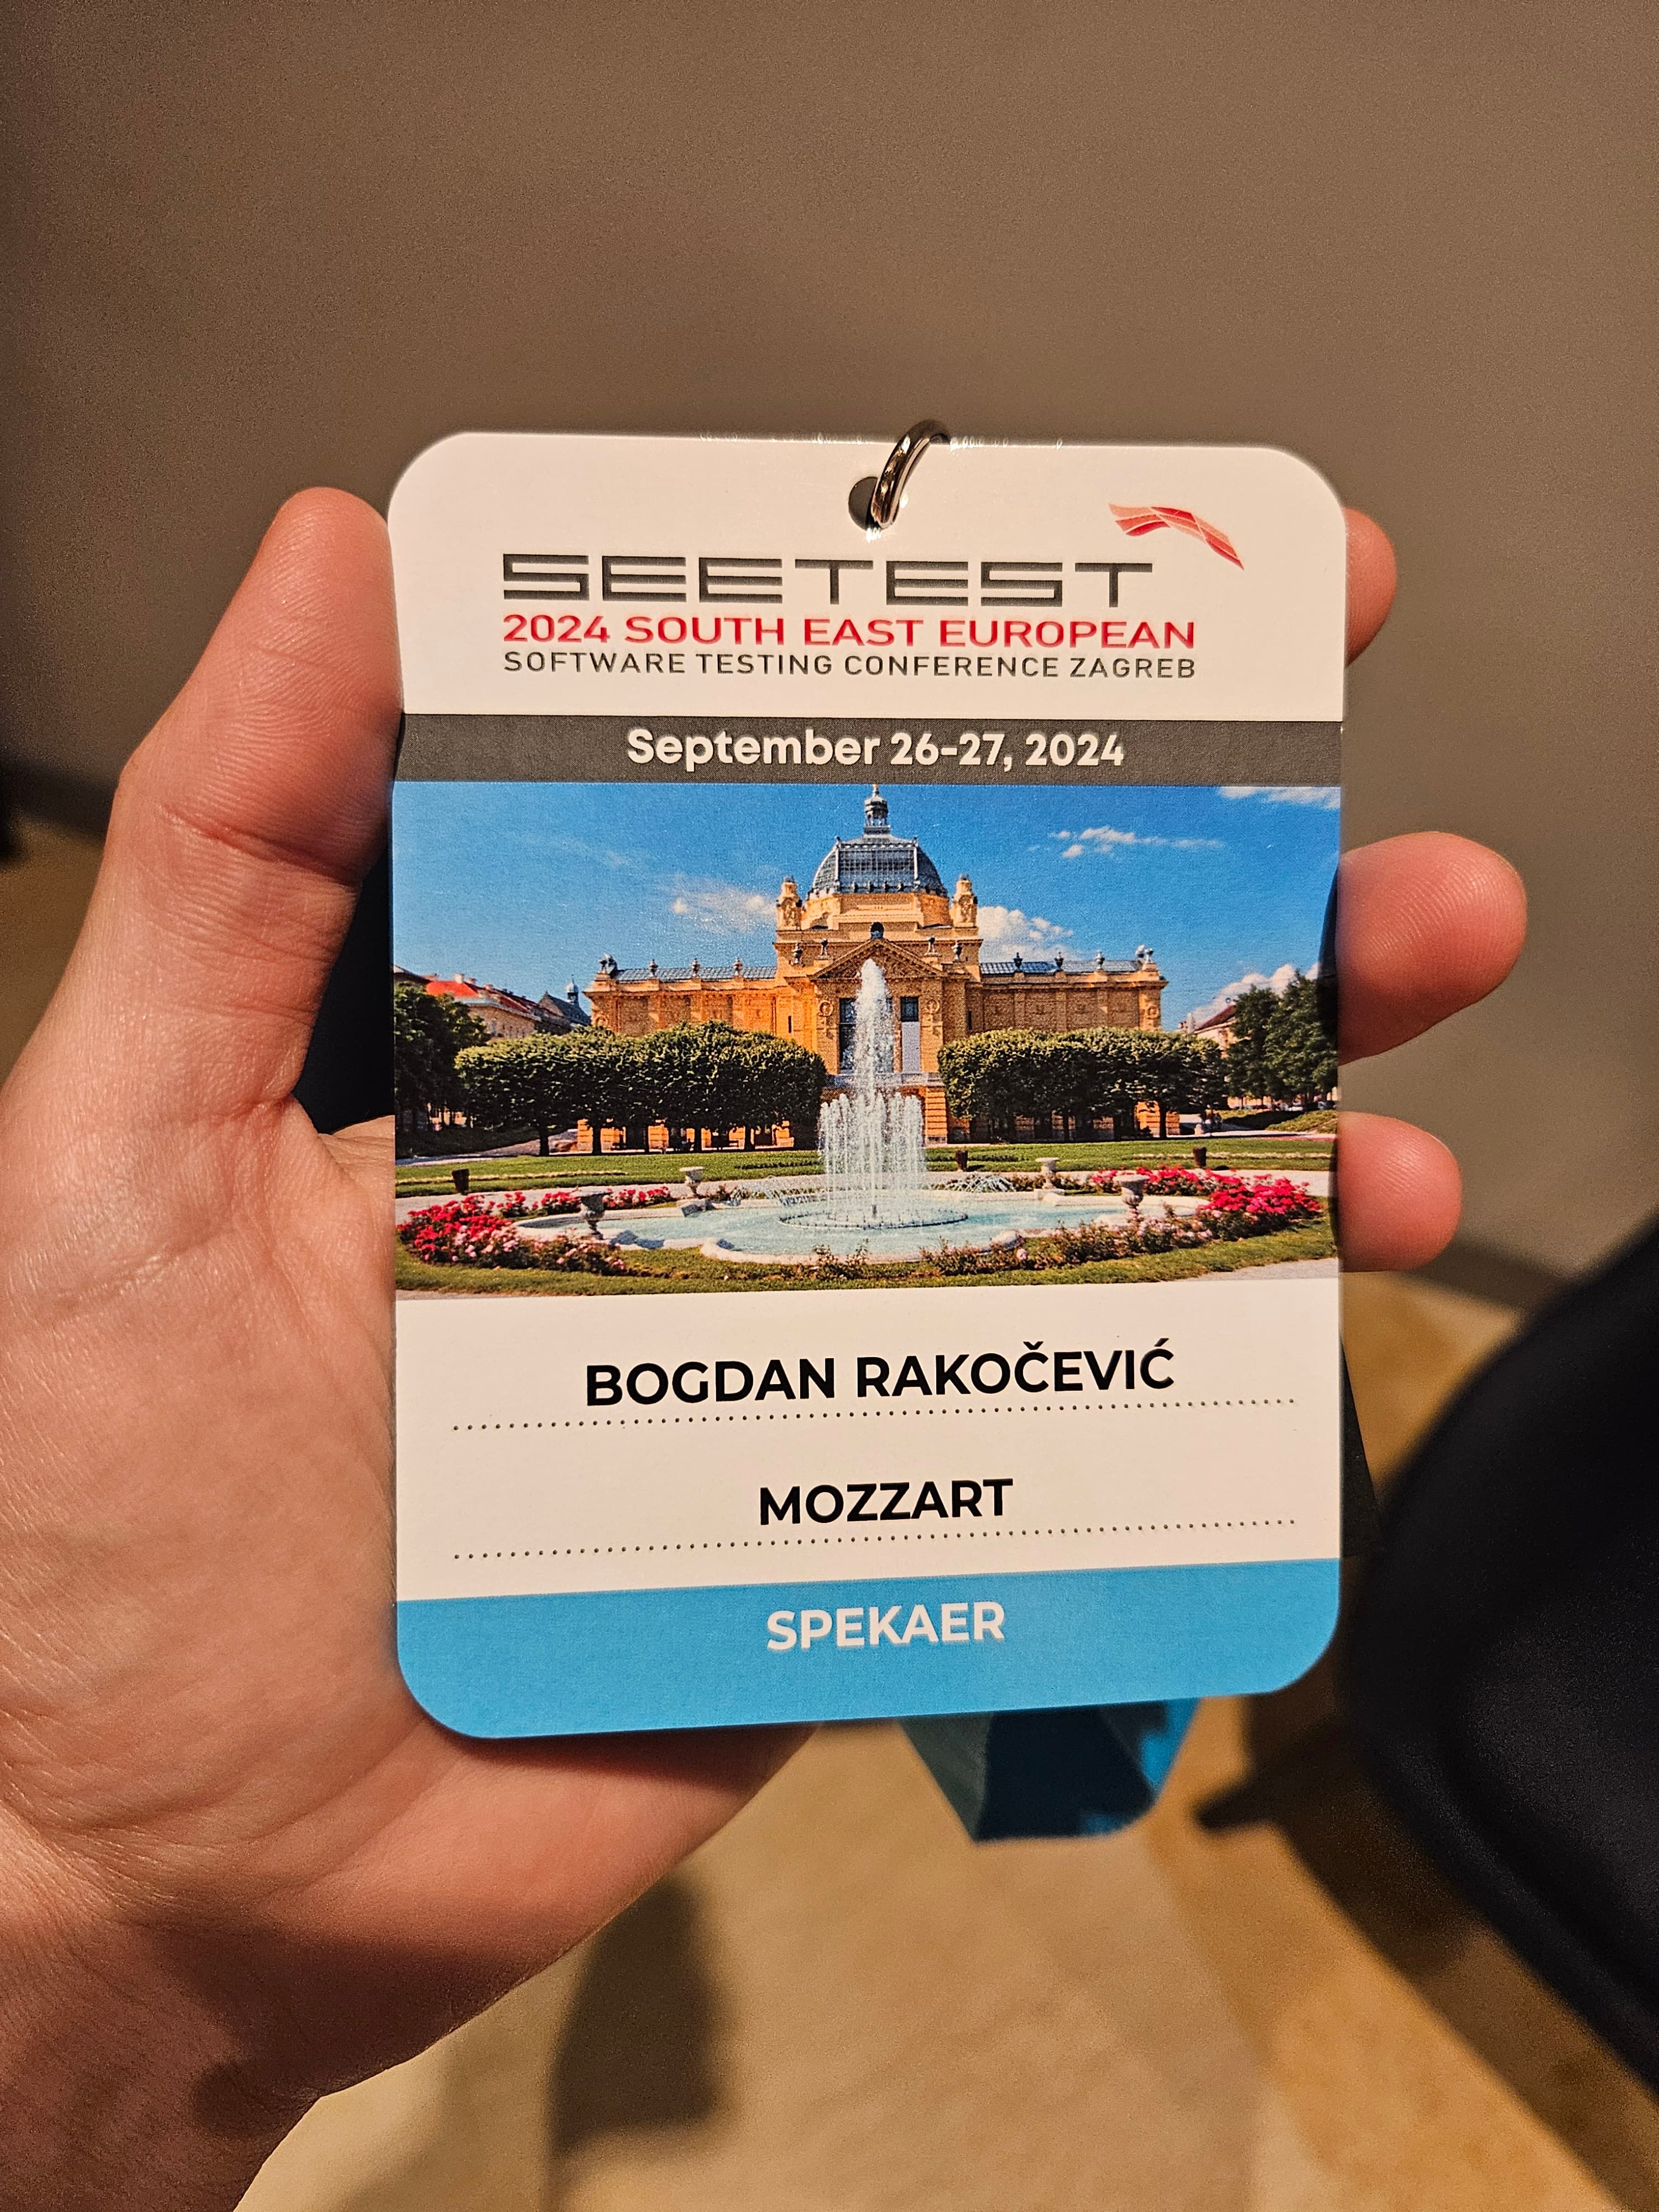 SEETEST
2024 SOUTH EAST EUROPEAN
SOFTWARE TESTING CONFERENCE ZAGREB
September 26-27, 2024
BOGDAN RAKOČEVIĆ
MOZZART
SPEKAER